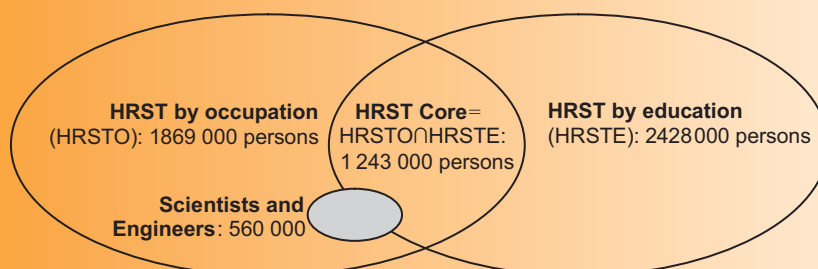 HRST by occupation
(HRSTO): 1869 000 persons
HRST Core=
HRSTO∩HRSTE:
1 243 000 persons
HRST by education
(HRSTE): 2428000 persons
Scientists and
Engineers: 560 000